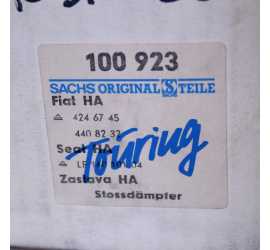 100 923
SACHS ORIGINAL S TEILE
Fiat HA
424 67 45
440 82 32
Seat HA
Touring
Zastava HA
Stossdämpfer